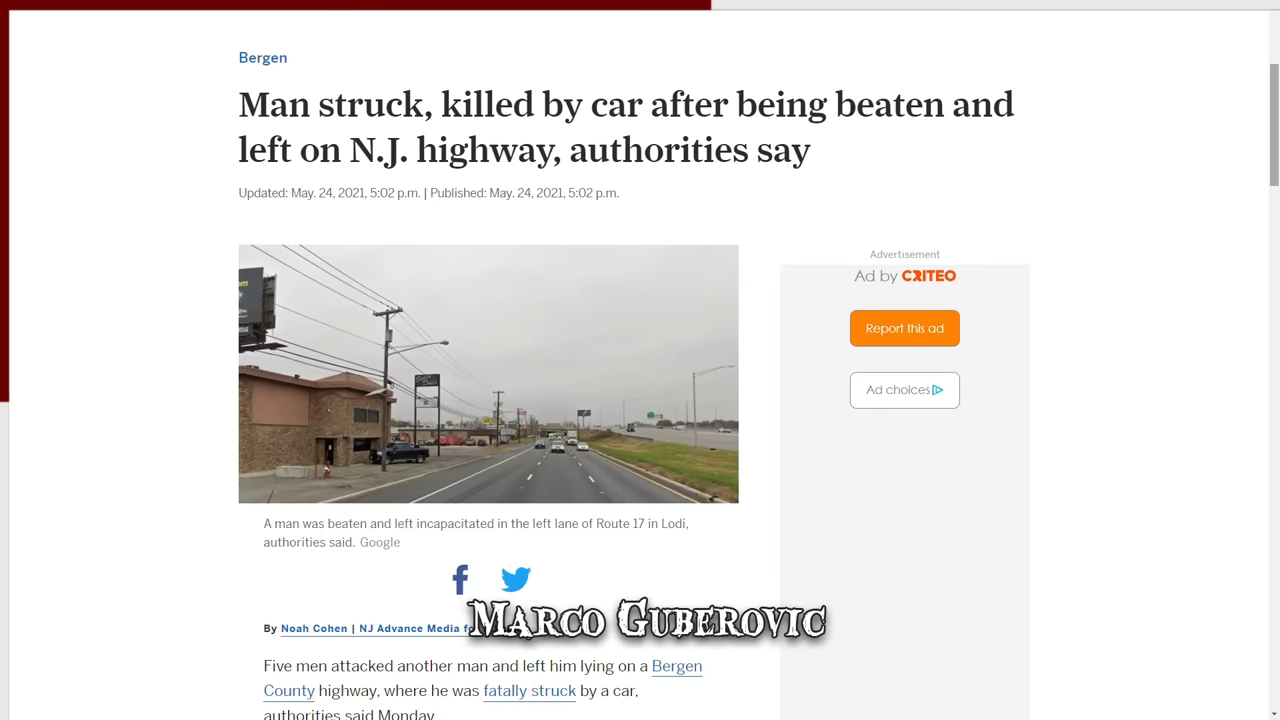 Bergen
Man struck, killed by car after being beaten and
left on N.J. highway, authorities say
Updated: May. 24, 2021, 5:02 p.m. | Published: May. 24, 2021, 5:02 p.m.
Advertisement
Ad by CRITEO
Report this ad
Ad choices
A man was beaten and left incapacitated in the left lane of Route 17 in Lodi,
authorities said. Google
By Noah Cohen | NJ Advance Media
Marco Guberovic
Five men attacked another man and left him lying on a Bergen
County highway, where he was fatally struck by a car,
authorities said Monday.